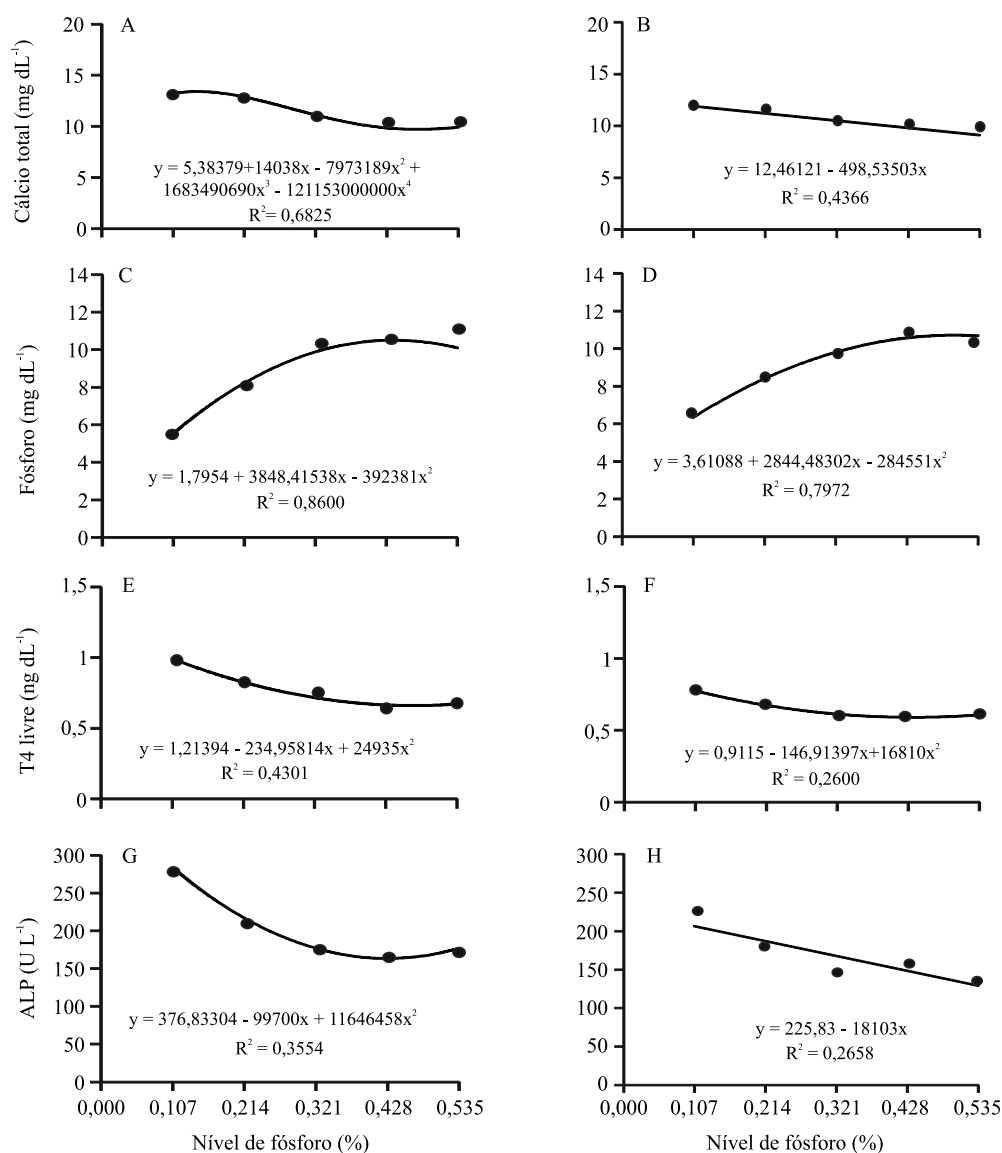 A
20
15
10
5
0
Cálcio total (mg dL⁻¹)
y = 5,38379+14038x - 7973189x² +
1683490690x³ - 121153000000x⁴
R²= 0,6825
B
20
15
10
5
0
y = 12,46121 - 498,53503x
R² = 0,4366
C
14
12
10
8
6
4
2
0
Fósforo (mg dL⁻¹)
y = 1,7954 + 3848,41538x - 392381x²
R² = 0,8600
D
14
12
10
8
6
4
2
0
y = 3,61088 + 2844,48302x - 284551x²
R² = 0,7972
E
1,5
1
0,5
0
T4 livre (ng dL⁻¹)
y = 1,21394 - 234,95814x + 24935x²
R² = 0,4301
F
1,5
1
0,5
0
y = 0,9115 - 146,91397x+16810x²
R² = 0,2600
G
300
250
200
150
100
50
0
ALP (U L⁻¹)
y = 376,83304 - 99700x + 11646458x²
R² = 0,3554
0,000 0,107 0,214 0,321 0,428 0,535
Nível de fósforo (%)
H
300
250
200
150
100
50
0
y = 225,83 - 18103x
R² = 0,2658
0,000 0,107 0,214 0,321 0,428 0,535
Nível de fósforo (%)